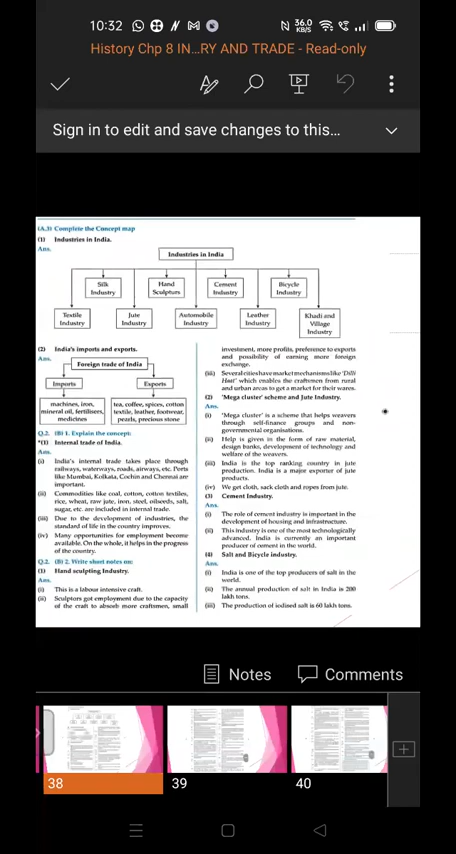 10:32
36.0
KB/S
History Chp 8 IN...RY AND TRADE - Read-only
Sign in to edit and save changes to this...
(A.3) Complete the Concept map
(1) Industries in India.
Ans.
Industries in India
Silk Industry
Hand Sculpturs
Cement Industry
Bicycle Industry
Textile Industry
Jute Industry
Automobile Industry
Leather Industry
Khadi and Village Industry
(2) India's imports and exports.
Ans.
Foreign trade of India
Imports
Exports
machines, iron, mineral oil, fertilisers, medicines
tea, coffee, spices, cotton textile, leather, footwear, pearls, precious stone
Q.2. (B) 1. Explain the concept:
*(1) Internal trade of India.
Ans.
(i) India's internal trade takes place through
railways, waterways, roads, airways, etc. Ports
like Mumbai, Kolkata, Cochin and Chennai are
important.
(ii) Commodities like coal, cotton, cotton textiles,
rice, wheat, raw jute, iron, steel, oilseeds, salt,
sugar, etc. are included in internal trade.
(iii) Due to the development of industries, the
standard of life in the country improves.
(iv) Many opportunities for employment become
available. On the whole, it helps in the progress
of the country.
Q.2. (B) 2. Write short notes on:
(1) Hand sculpting Industry.
Ans.
(i) This is a labour intensive craft.
(ii) Sculptors got employment due to the capacity
of the craft to absorb more craftsmen, small
investment, more profits, preference to exports
and possibility of earning more foreign
exchange.
(iii) Several cities have market mechanisms like 'Dilli
Haat' which enables the craftsmen from rural
and urban areas to get a market for their wares.
(2) 'Mega cluster' scheme and Jute Industry.
Ans.
(i) 'Mega cluster' is a scheme that helps weavers
through self-finance groups and non-
governmental organisations.
(ii) Help is given in the form of raw material,
design banks, development of technology and
welfare of the weavers.
(iii) India is the top ranking country in jute
production. India is a major exporter of jute
products.
(iv) We get cloth, sack cloth and ropes from jute.
(3) Cement Industry.
Ans.
(i) The role of cement industry is important in the
development of housing and infrastructure.
(ii) This industry is one of the most technologically
advanced. India is currently an important
producer of cement in the world.
(4) Salt and Bicycle industry.
Ans.
(i) India is one of the top producers of salt in the
world.
(ii) The annual production of salt in India is 200
lakh tons.
(iii) The production of iodised salt is 60 lakh tons.
Notes
Comments
38
39
40